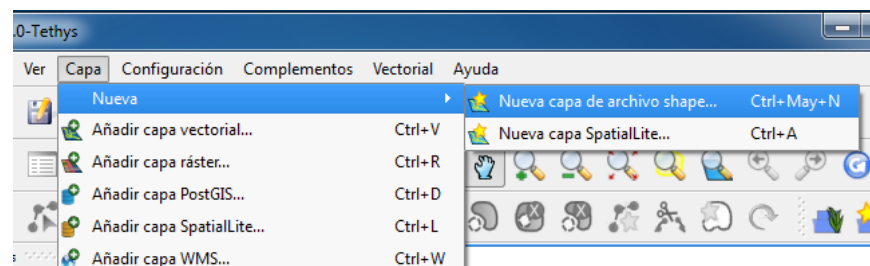 .0-Tethys
Ver Capa Configuración Complementos Vectorial Ayuda
Nueva
Nueva capa de archivo shape... Ctrl+May+N
Añadir capa vectorial... Ctrl+V
Nueva capa SpatialLite... Ctrl+A
Añadir capa ráster... Ctrl+R
Añadir capa PostGIS... Ctrl+D
Añadir capa SpatialLite... Ctrl+L
s
Añadir capa WMS... Ctrl+W